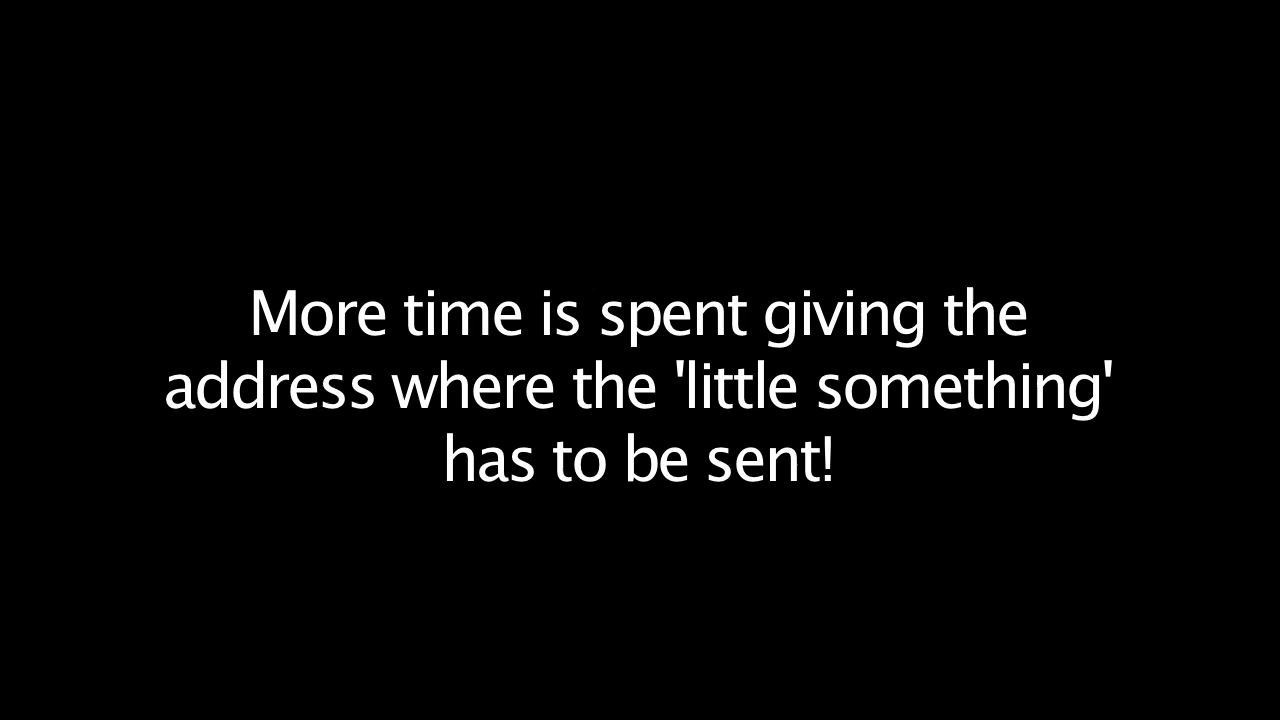 More time is spent giving the
address where the 'little something'
has to be sent!